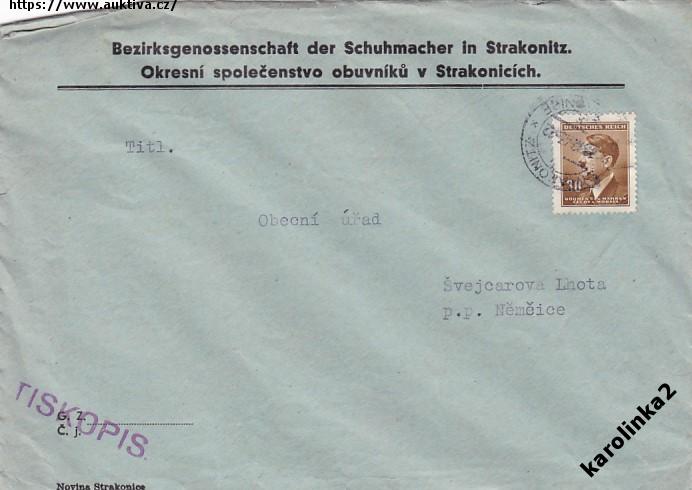 https://www.auktiva.cz/
Bezirksgenossenschaft der Schuhmacher in Strakonitz.
Okresní společenstvo obuvníků v Strakonicích.
DEUTSCHES REICH
Titl.
Obecní úřad
Švejcarova Lhota
p.p. Němčice
TISKOPIS.
G. Z.
Č. j.
karolinka2
Novina Strakonice